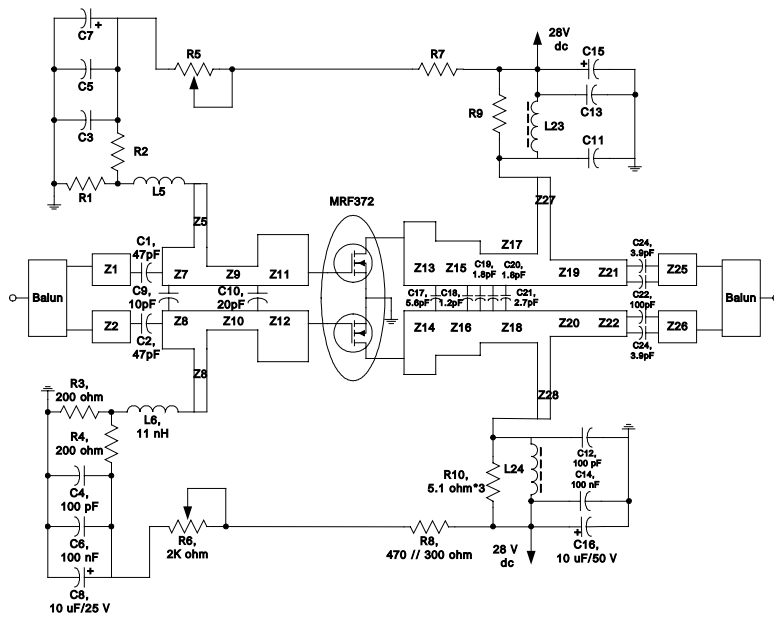 C7
+
C5
C3
R5
R7
28V
dc
+
C15
C13
R9
L23
C11
R2
R1
L5
MRF372
Z5
Z27
C1,
47pF
Z1
Z7
Z9
Z11
Z13
Z15
C19,
1.8pF
C20,
1.8pF
Z17
Z19
Z21
C24,
3.9pF
Z25
Balun
C9,
10pF
C10,
20pF
C17,
5.6pF
C18,
1.2pF
C21,
2.7pF
C22,
100pF
Balun
Z2
Z8
Z10
Z12
Z14
Z16
Z18
Z20
Z22
Z26
C2,
47pF
C24,
3.9pF
Z8
Z28
R3,
200 ohm
L6,
11 nH
R4,
200 ohm
C4,
100 pF
C6,
100 nF
+
C8,
10 uF/25 V
R6,
2K ohm
R8,
470 // 300 ohm
R10,
5.1 ohm*3
L24
C12,
100 pF
C14,
100 nF
+
C16,
10 uF/50 V
28 V
dc